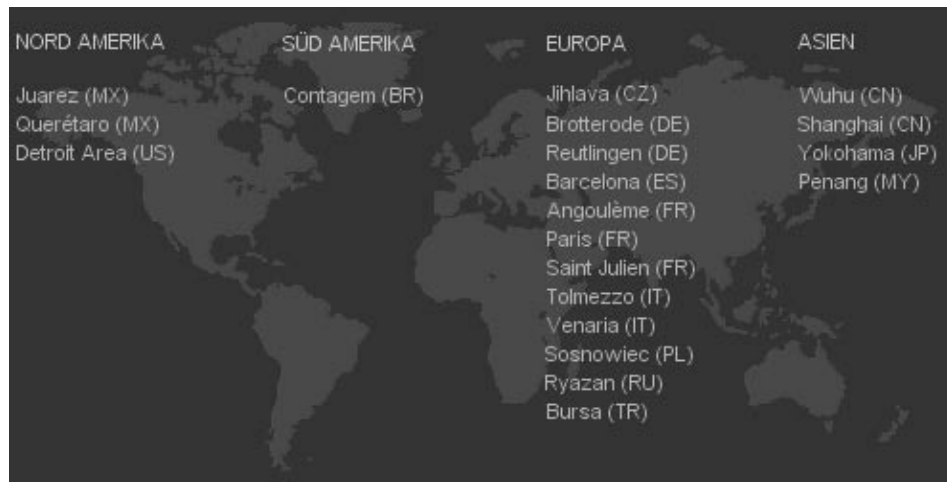 NORD AMERIKA
Juarez (MX)
Querétaro (MX)
Detroit Area (US)
SÜD AMERIKA
Contagem (BR)
EUROPA
Jihlava (CZ)
Brotterode (DE)
Reutlingen (DE)
Barcelona (ES)
Angoulème (FR)
Paris (FR)
Saint Julien (FR)
Tolmezzo (IT)
Venaria (IT)
Sosnowiec (PL)
Ryazan (RU)
Bursa (TR)
ASIEN
Wuhu (CN)
Shanghai (CN)
Yokohama (JP)
Penang (MY)